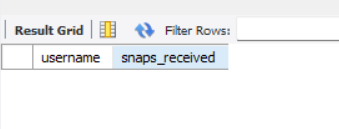 Result Grid Filter Rows:
username snaps_received